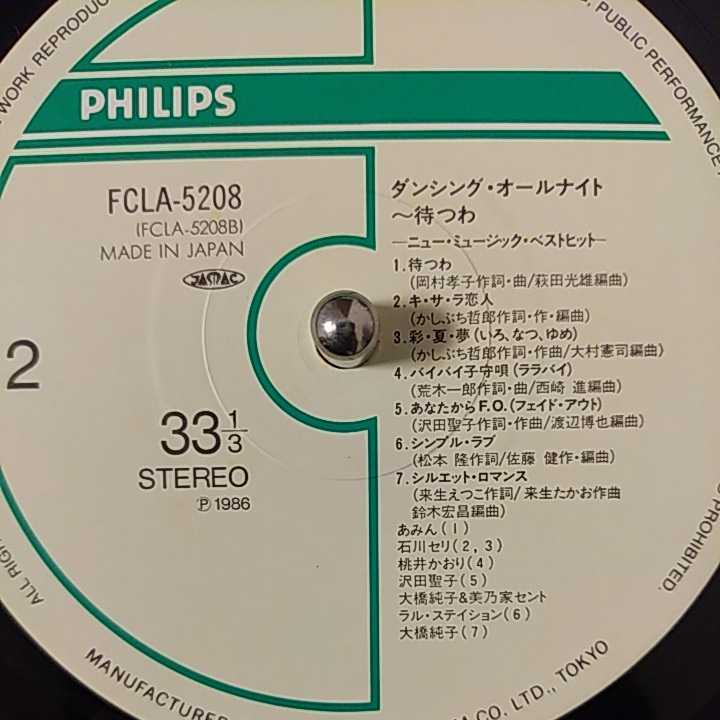 WORK REPRODUC
PUBLIC PERFORMANCE
PHILIPS
FCLA-5208
(FCLA-5208B)
MADE IN JAPAN
JASRAC
2
33 1/3
STEREO
Ⓟ1986
ダンシング・オールナイト
〜待つわ
―ニュー・ミュージック・ベストヒット―
1.待つわ
(岡村孝子作詞・曲/萩田光雄編曲)
2.キ・サ・ラ恋人
(かしぶち哲郎作詞・作・編曲)
3.彩・夏・夢(いろ、なつ、ゆめ)
(かしぶち哲郎作詞・作曲/大村憲司編曲)
4.バイバイ子守唄(ララバイ)
(荒木一郎作詞・曲/西崎 進編曲)
5.あなたからF.O.(フェイド・アウト)
(沢田聖子作詞・作曲/渡辺博也編曲)
6.シンプル・ラブ
(松本 隆作詞/佐藤 健作・編曲)
7.シルエット・ロマンス
(来生えつこ作詞/来生たかお作曲
鈴木宏昌編曲)
あみん(1)
石川セリ(2,3)
桃井かおり(4)
沢田聖子(5)
大橋純子&美乃家セント
ラル・ステイション(6)
大橋純子(7)
ALL RIGH
PROHIBITED.
MANUFACTURE
CO., LTD., TOKYO